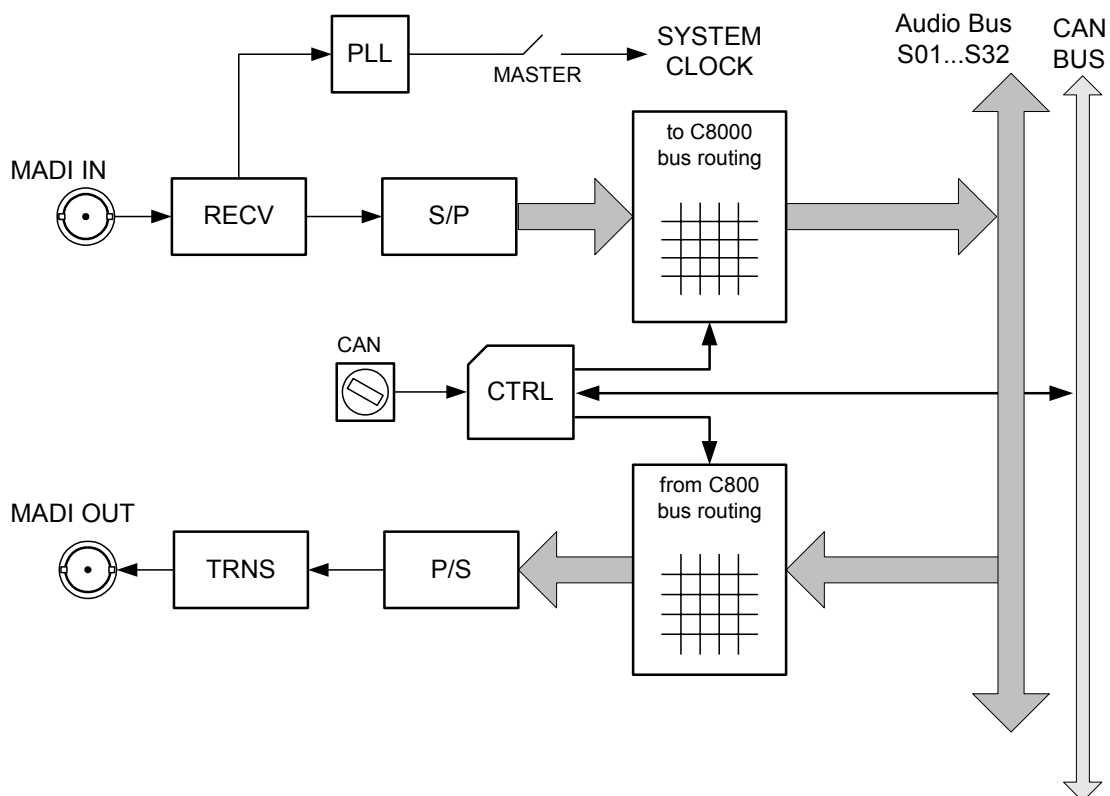 PLL
MASTER
SYSTEM
CLOCK
Audio Bus
S01...S32
CAN
BUS
MADI IN
RECV
S/P
to C8000
bus routing
CAN
CTRL
MADI OUT
TRNS
P/S
from C800
bus routing